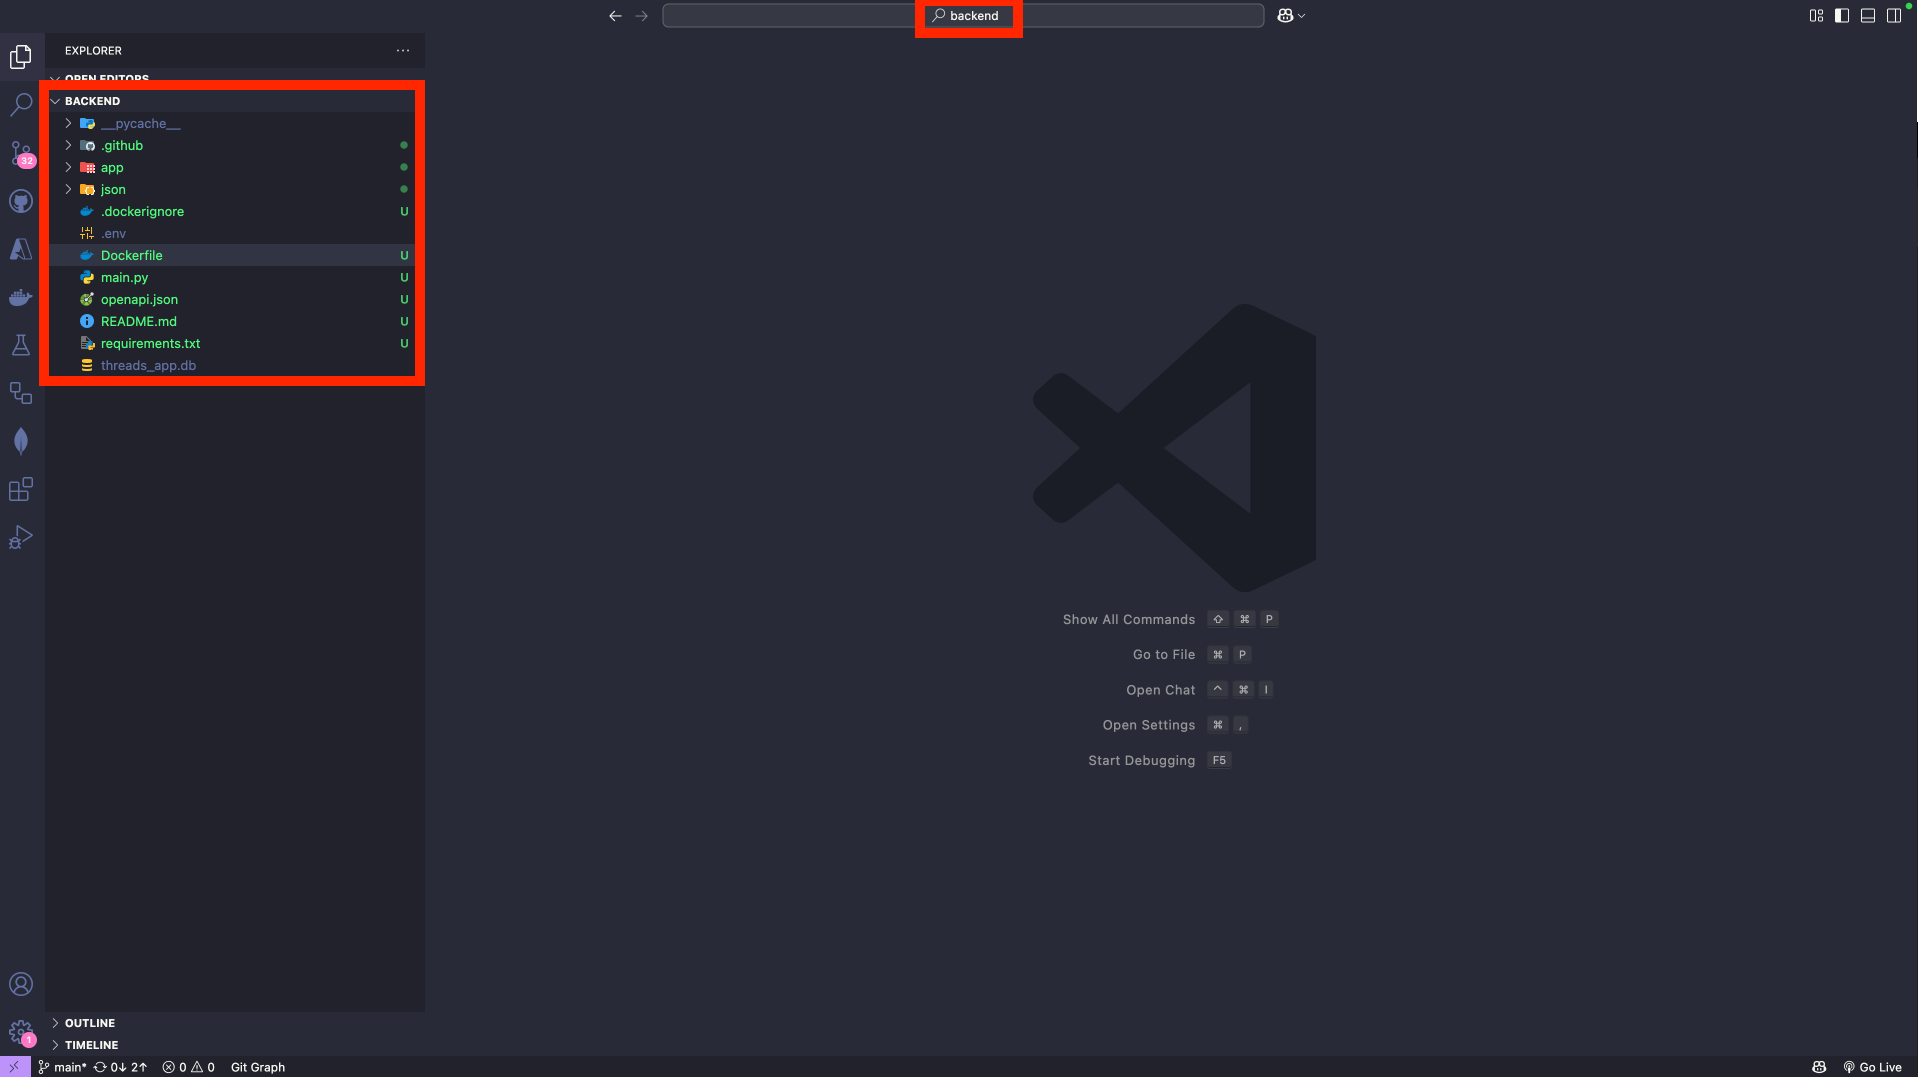 backend
EXPLORER
OPEN EDITORS
BACKEND
__pycache__
.github
app
json
.dockerignore U
.env
Dockerfile U
main.py U
openapi.json U
README.md U
requirements.txt U
threads_app.db
32
Show All Commands ⇧ ⌘ P
Go to File ⌘ P
Open Chat ^ ⌘ I
Open Settings ⌘ ,
Start Debugging F5
OUTLINE
1
TIMELINE
main* 0↓ 2↑ 0 0 Git Graph Go Live